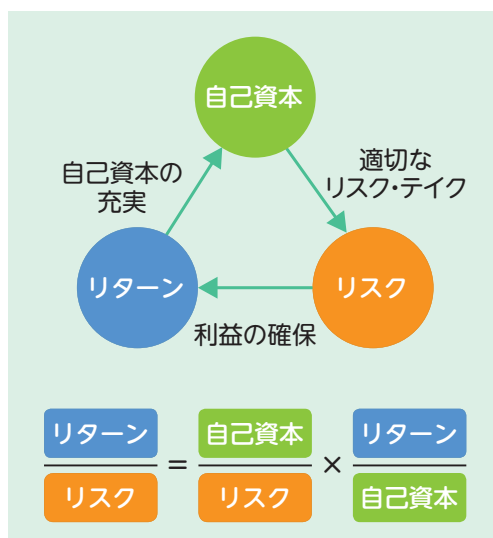 自己資本
自己資本の
充実
適切な
リスク・テイク
リターン
リスク
利益の確保
リターン
リスク
=
自己資本
リスク
×
リターン
自己資本